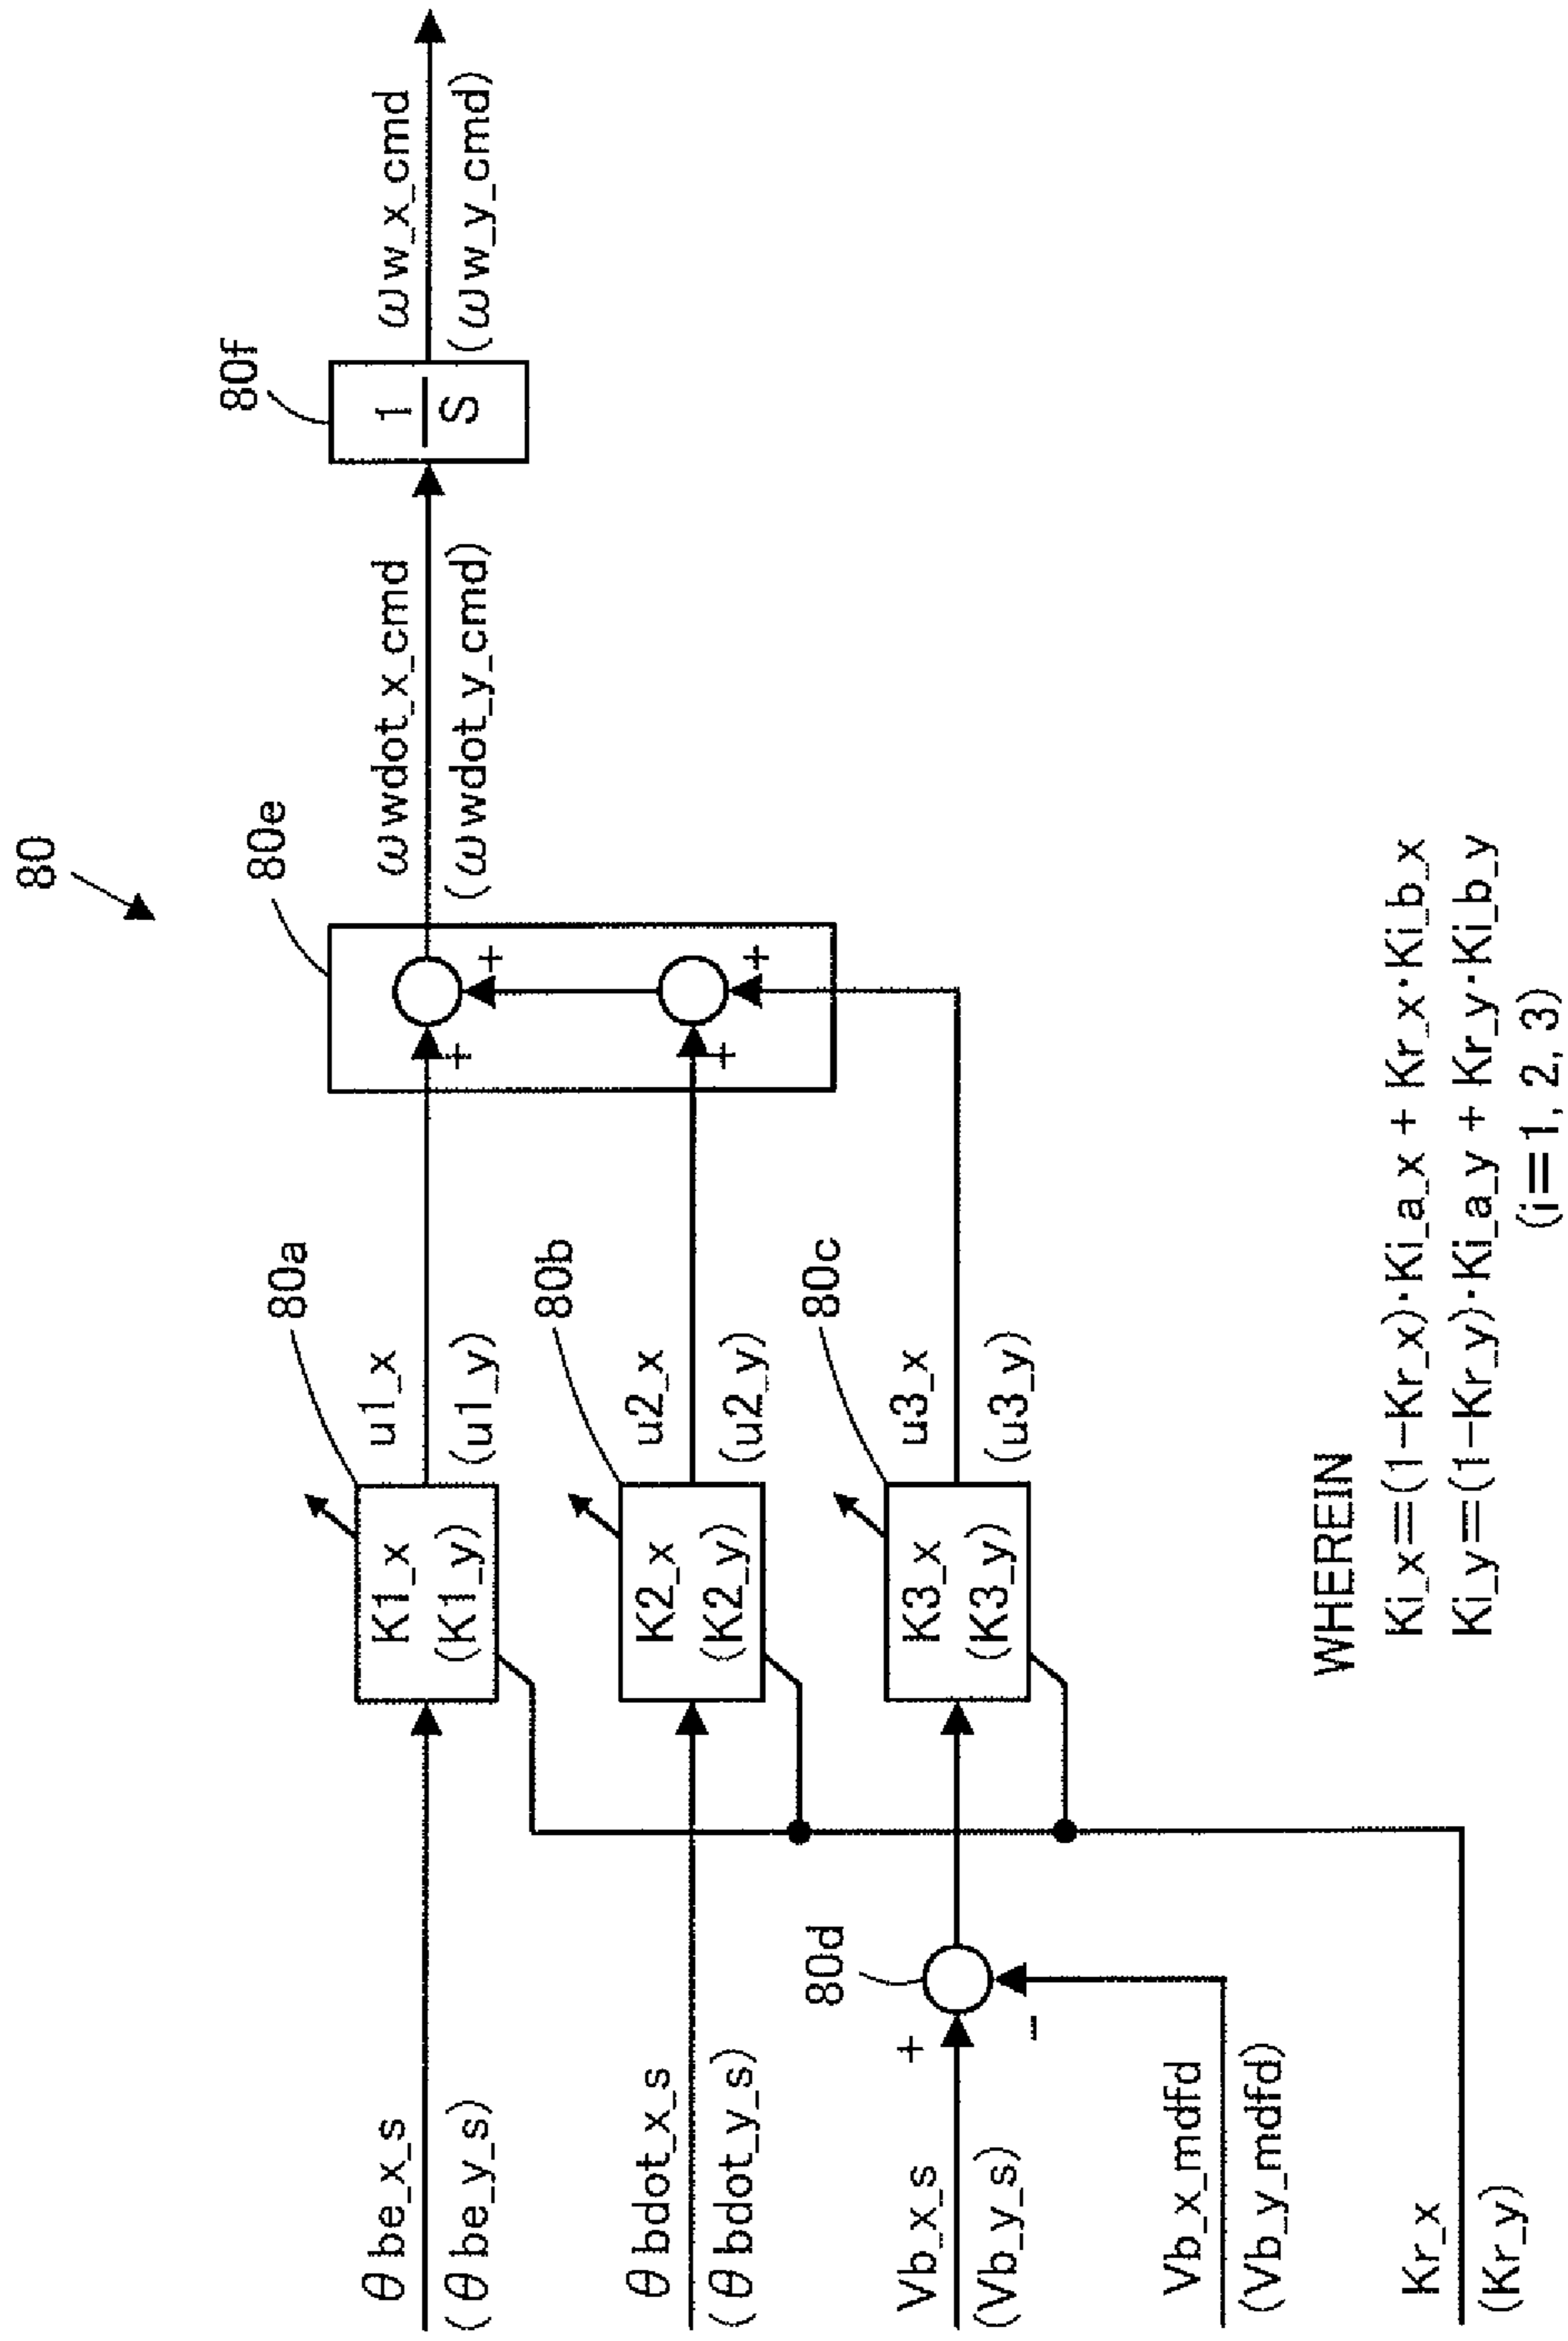 80
80e
80f
80a
θbe_x_s
(θbe_y_s)
K1_x
(K1_y)
u1_x
(u1_y)
+
+
ωwdot_x_cmd
(ωwdot_y_cmd)
1
S
ωw_x_cmd
(ωw_y_cmd)
80b
θbdot_x_s
(θbdot_y_s)
K2_x
(K2_y)
u2_x
(u2_y)
+
+
80d
80c
Vb_x_s
(Vb_y_s)
+
-
K3_x
(K3_y)
u3_x
(u3_y)
Vb_x_mdfd
(Vb_y_mdfd)
Kr_x
(Kr_y)
WHEREIN
Ki_x=(1-Kr_x)·Ki_a_x + Kr_x·Ki_b_x
Ki_y=(1-Kr_y)·Ki_a_y + Kr_y·Ki_b_y
(i=1, 2, 3)